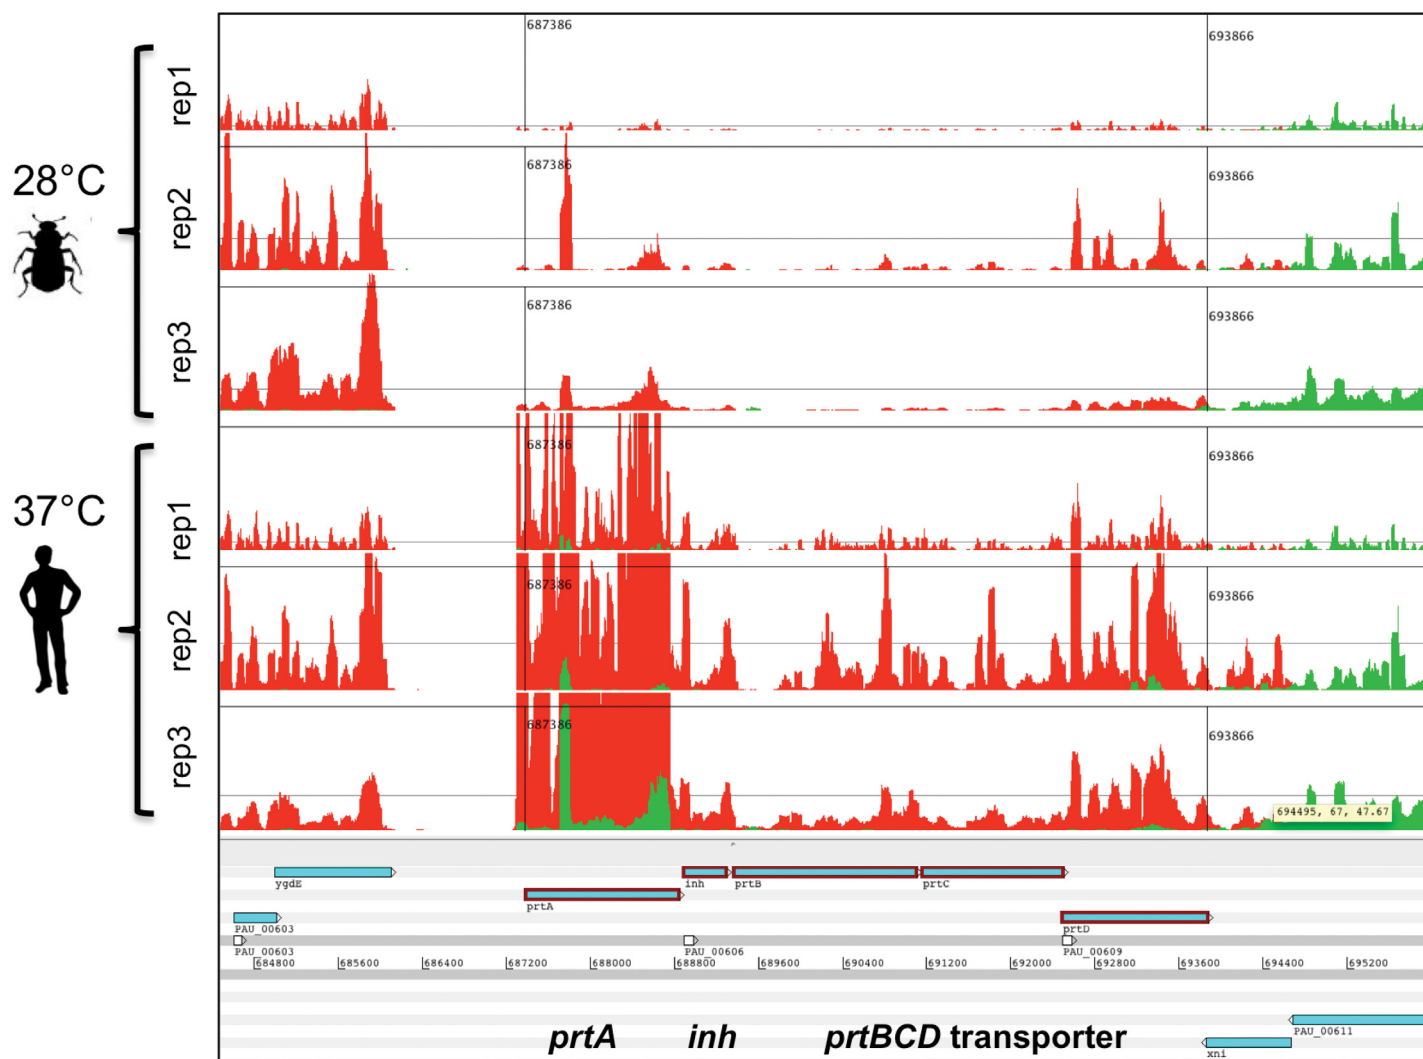 687386
693866
rep1
28°C
687386
693866
rep2
687386
693866
rep3
687386
693866
37°C
rep1
687386
693866
rep2
687386
693866
rep3
694495, 67, 47.67
ygdE
inh
prtB
prtC
prtA
PAU_00603
prtD
PAU_00603
PAU_00606
PAU_00609
684800
685600
686400
687200
688000
688800
689600
690400
691200
692000
692800
693600
694400
695200
PAU_00611
prtA inh prtBCD transporter
xni